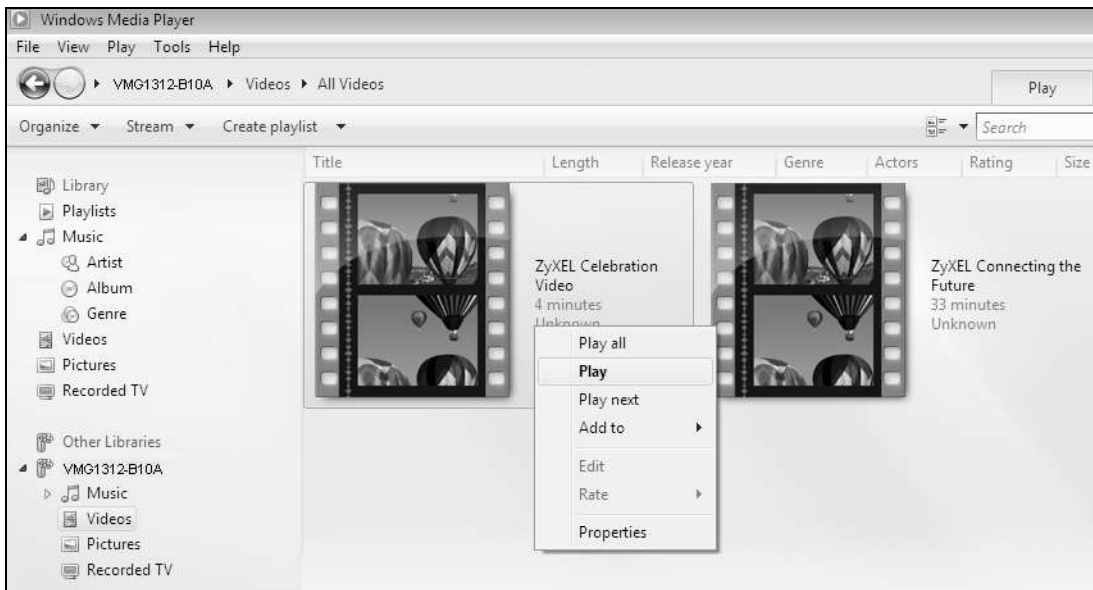 Windows Media Player
File View Play Tools Help
VMG1312-B10A Videos All Videos
Play
Organize Stream Create playlist
Search
Title Length Release year Genre Actors Rating Size
Library
Playlists
Music
Artist
Album
Genre
Videos
Pictures
Recorded TV
Other Libraries
VMG1312-B10A
Music
Videos
Pictures
Recorded TV
ZyXEL Celebration
Video
4 minutes
Unknown
Play all
Play
Play next
Add to
Edit
Rate
Properties
ZyXEL Connecting the
Future
33 minutes
Unknown